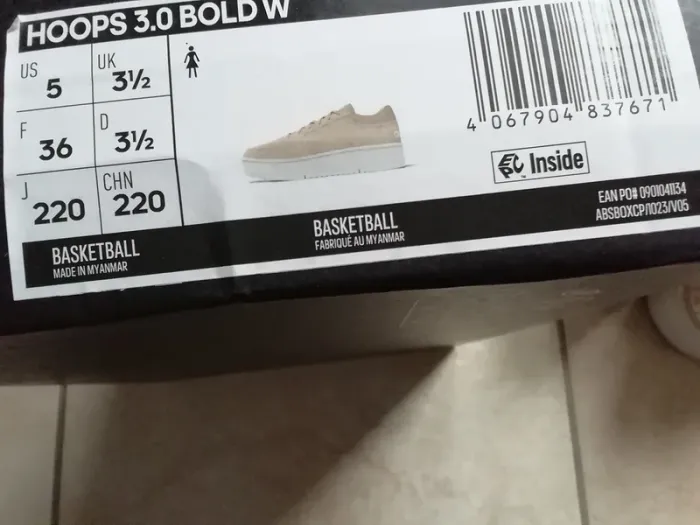 HOOPS 3.0 BOLD W
US 5
UK 3½
F 36
D 3½
J 220
CHN 220
4 067904 837671
Inside
EAN PO# 0901041134
ABSBOXCP/1023/V05
BASKETBALL
MADE IN MYANMAR
BASKETBALL
FABRIQUÉ AU MYANMAR